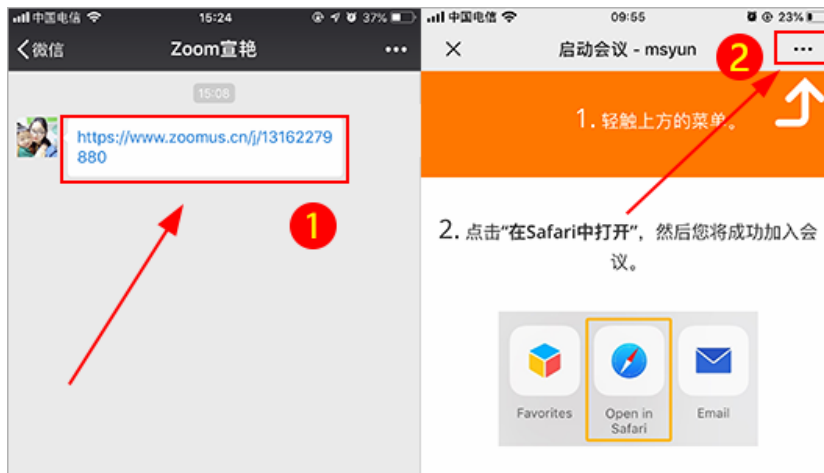 中国电信
15:24
37%
微信
Zoom宣艳
15:08
https://www.zoomus.cn/j/13162279
880
1
中国电信
09:55
23%
启动会议 - msyun
2
1. 轻触上方的菜单。
2. 点击“在Safari中打开”，然后您将成功加入会
议。
Favorites
Open in
Safari
Email